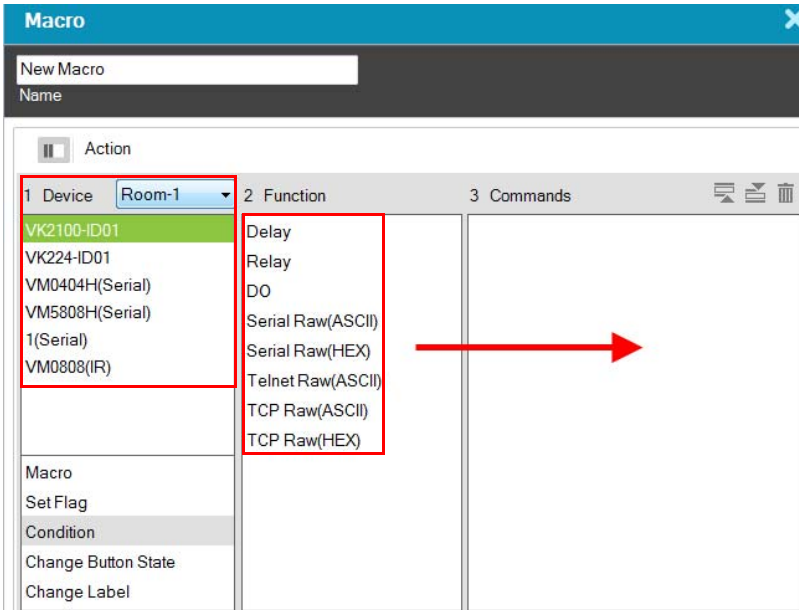 Macro
New Macro
Name
Action
1 Device Room-1
2 Function
3 Commands
VK2100-ID01
VK224-ID01
VM0404H(Serial)
VM5808H(Serial)
1(Serial)
VM0808(IR)
Delay
Relay
DO
Serial Raw(ASCII)
Serial Raw(HEX)
Telnet Raw(ASCII)
TCP Raw(ASCII)
TCP Raw(HEX)
Macro
Set Flag
Condition
Change Button State
Change Label